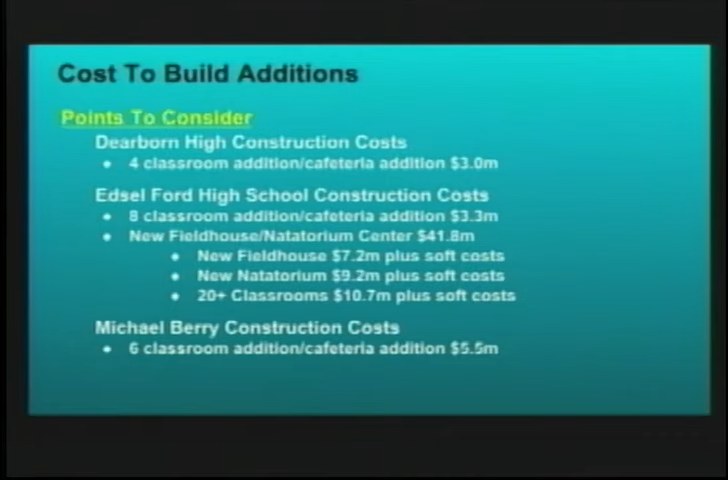 Cost To Build Additions
Points To Consider
Dearborn High Construction Costs
• 4 classroom addition/cafeteria addition $3.0m
Edsel Ford High School Construction Costs
• 8 classroom addition/cafeteria addition $3.3m
• New Fieldhouse/Natatorium Center $41.8m
• New Fieldhouse $7.2m plus soft costs
• New Natatorium $9.2m plus soft costs
• 20+ Classrooms $10.7m plus soft costs
Michael Berry Construction Costs
• 6 classroom addition/cafeteria addition $5.5m